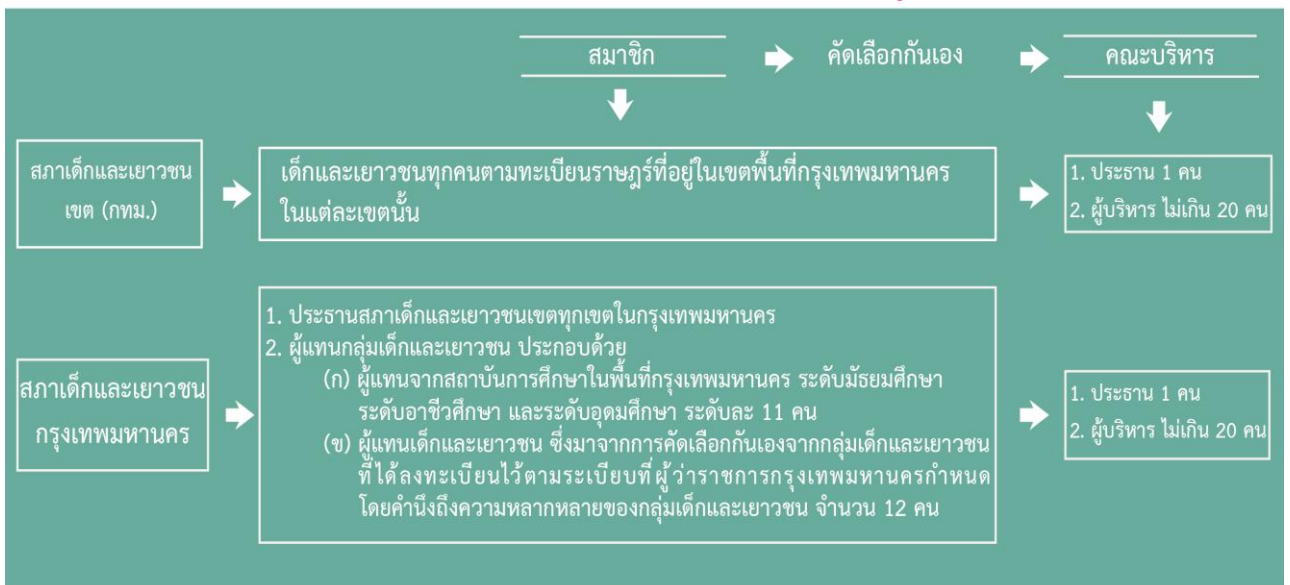 สมาชิก
คัดเลือกกันเอง
คณะบริหาร
สภาเด็กและเยาวชน
เขต (กทม.)
เด็กและเยาวชนทุกคนตามทะเบียนราษฎร์ที่อยู่ในเขตพื้นที่กรุงเทพมหานคร
ในแต่ละเขตนั้น
1. ประธาน 1 คน
2. ผู้บริหาร ไม่เกิน 20 คน
สภาเด็กและเยาวชน
กรุงเทพมหานคร
1. ประธานสภาเด็กและเยาวชนเขตทุกเขตในกรุงเทพมหานคร
2. ผู้แทนกลุ่มเด็กและเยาวชน ประกอบด้วย
(ก) ผู้แทนจากสถาบันการศึกษาในพื้นที่กรุงเทพมหานคร ระดับมัธยมศึกษา
ระดับอาชีวศึกษา และระดับอุดมศึกษา ระดับละ 11 คน
(ข) ผู้แทนเด็กและเยาวชน ซึ่งมาจากการคัดเลือกกันเองจากกลุ่มเด็กและเยาวชน
ที่ได้ลงทะเบียนไว้ตามระเบียบที่ผู้ว่าราชการกรุงเทพมหานครกำหนด
โดยคำนึงถึงความหลากหลายของกลุ่มเด็กและเยาวชน จำนวน 12 คน
1. ประธาน 1 คน
2. ผู้บริหาร ไม่เกิน 20 คน